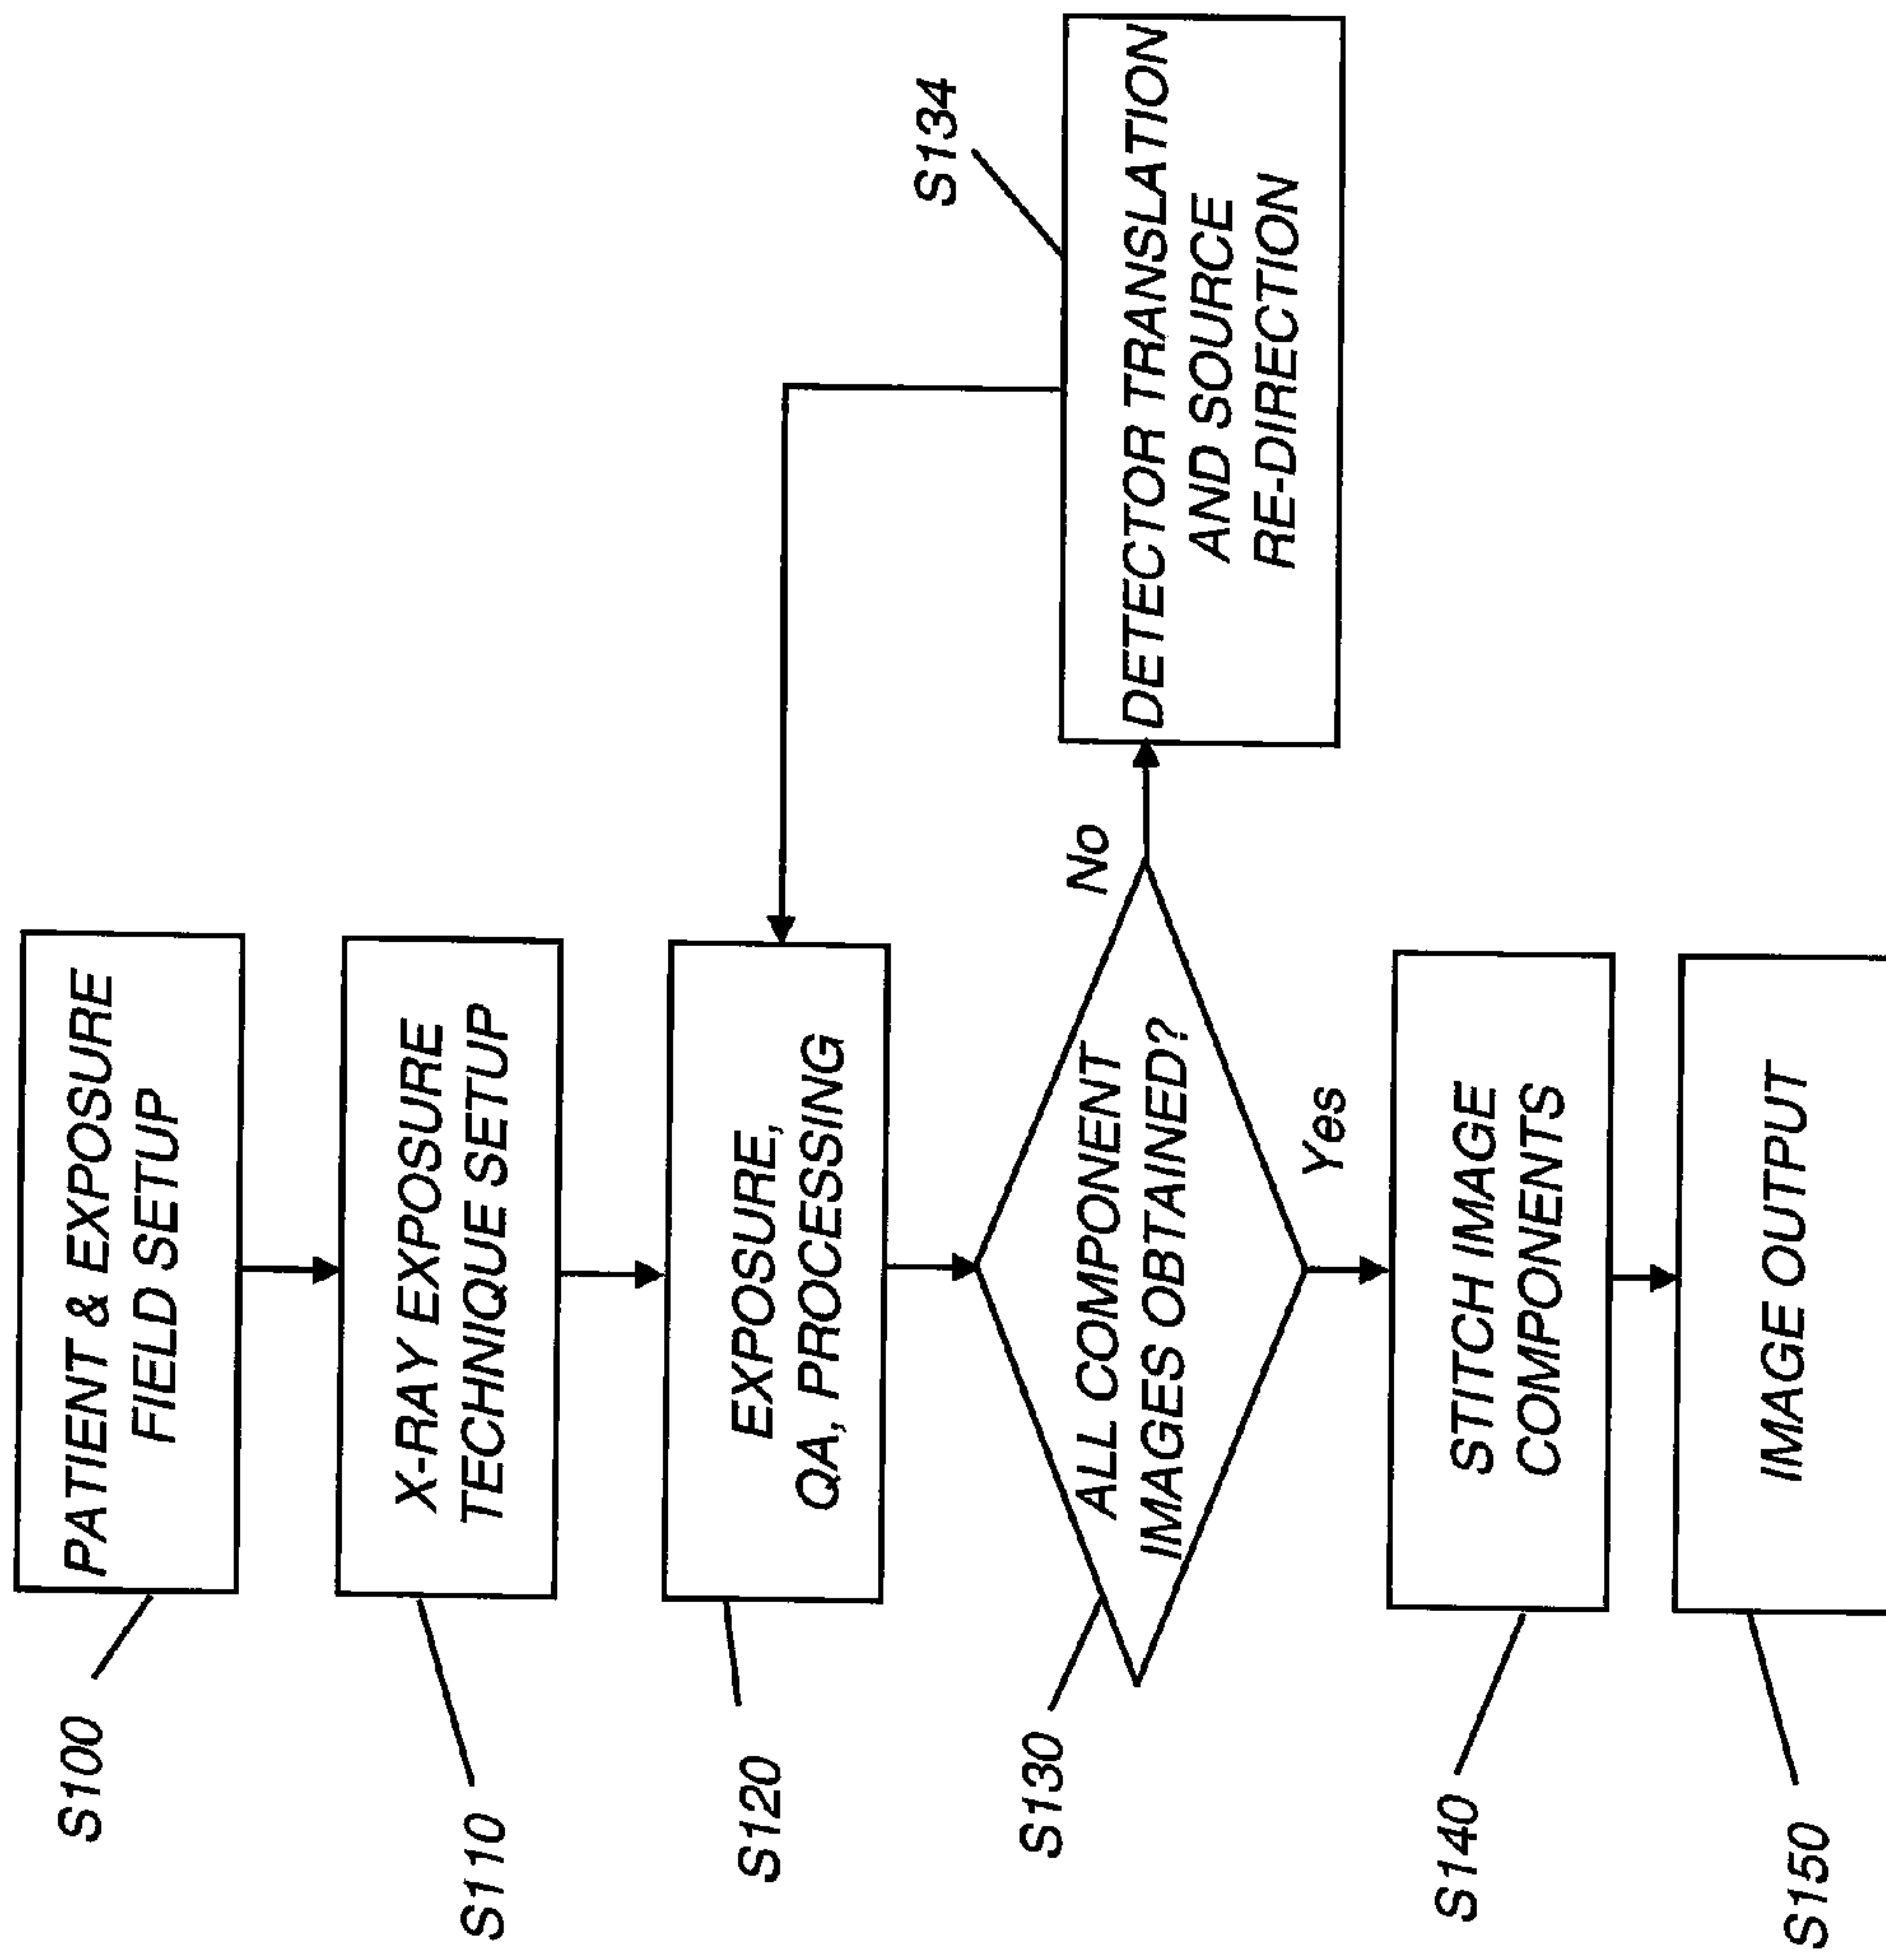 S100
PATIENT & EXPOSURE
FIELD SETUP
S110
X-RAY EXPOSURE
TECHNIQUE SETUP
S120
EXPOSURE,
QA, PROCESSING
S130
ALL COMPONENT
IMAGES OBTAINED?
No
S134
DETECTOR TRANSLATION
AND SOURCE
RE-DIRECTION
Yes
S140
STITCH IMAGE
COMPONENTS
S150
IMAGE OUTPUT